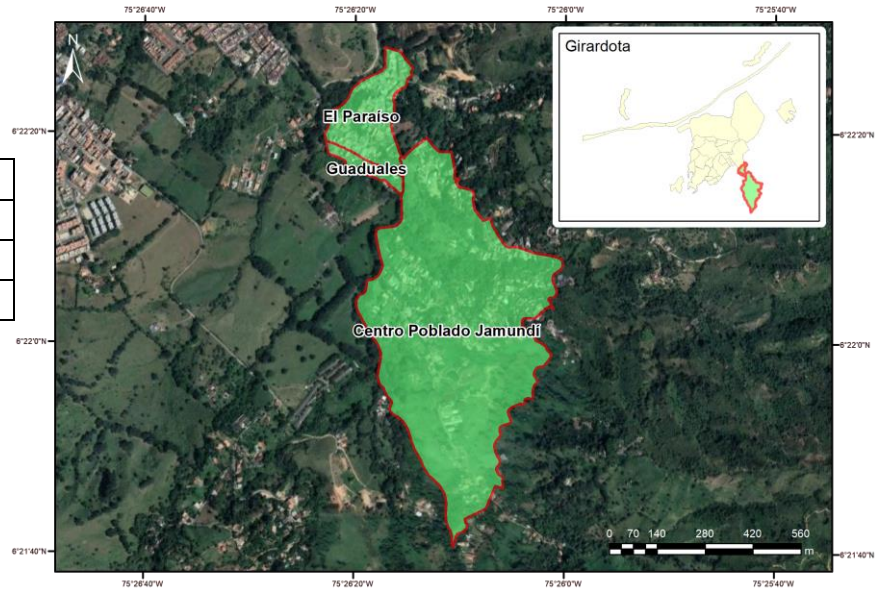 75°26'40"W 75°26'20"W 75°26'0"W 75°25'40"W
N
Girardota
6°22'20"N
El Paraíso
6°22'20"N
Guaduales
6°22'0"N
Centro Poblado Jamundí
6°22'0"N
0 70 140 280 420 560
m
6°21'40"N
6°21'40"N
75°26'40"W 75°26'20"W 75°26'0"W 75°25'40"W